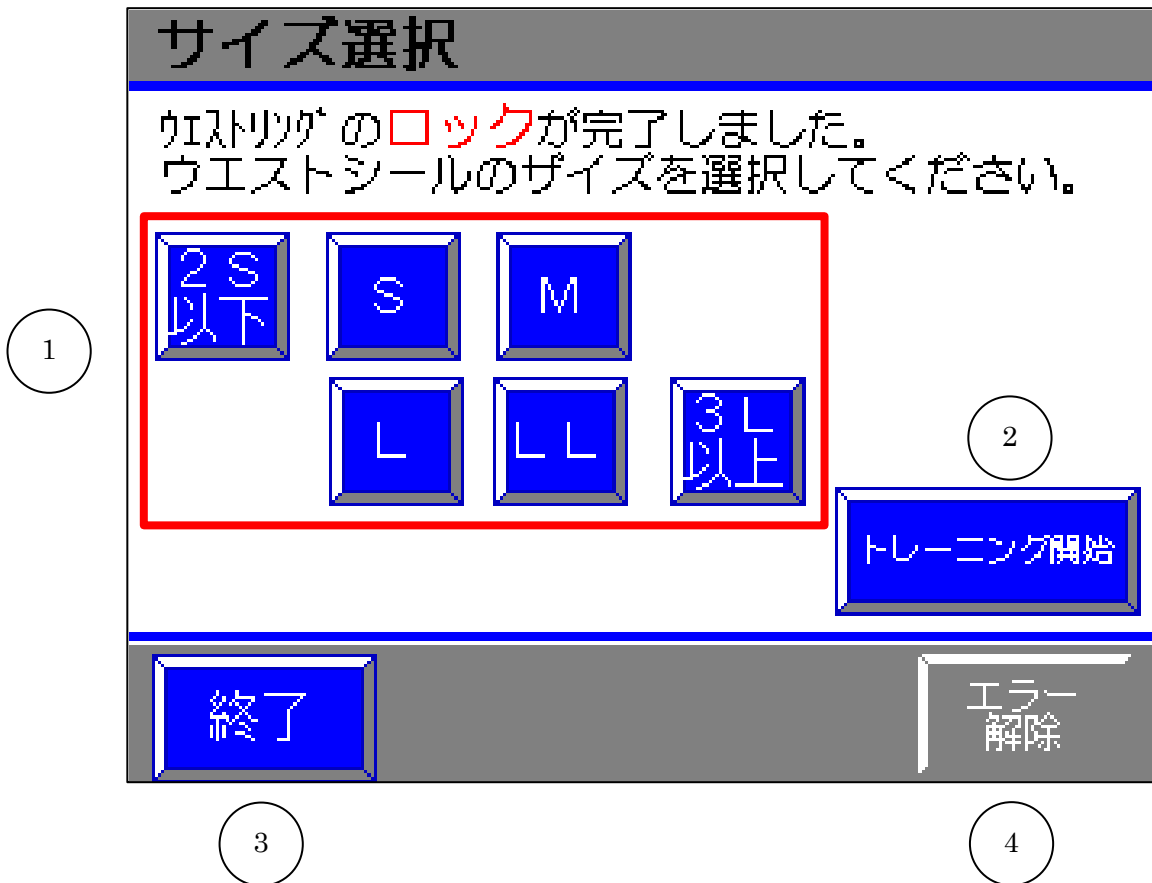 サイズ選択
ｳｴｽﾄﾘﾝｸﾞのロックが完了しました。
ウエストシールのサイズを選択してください。
２Ｓ
以下
Ｓ
Ｍ
1
Ｌ
ＬＬ
３Ｌ
以上
2
トレーニング開始
終了
エラー
解除
3
4